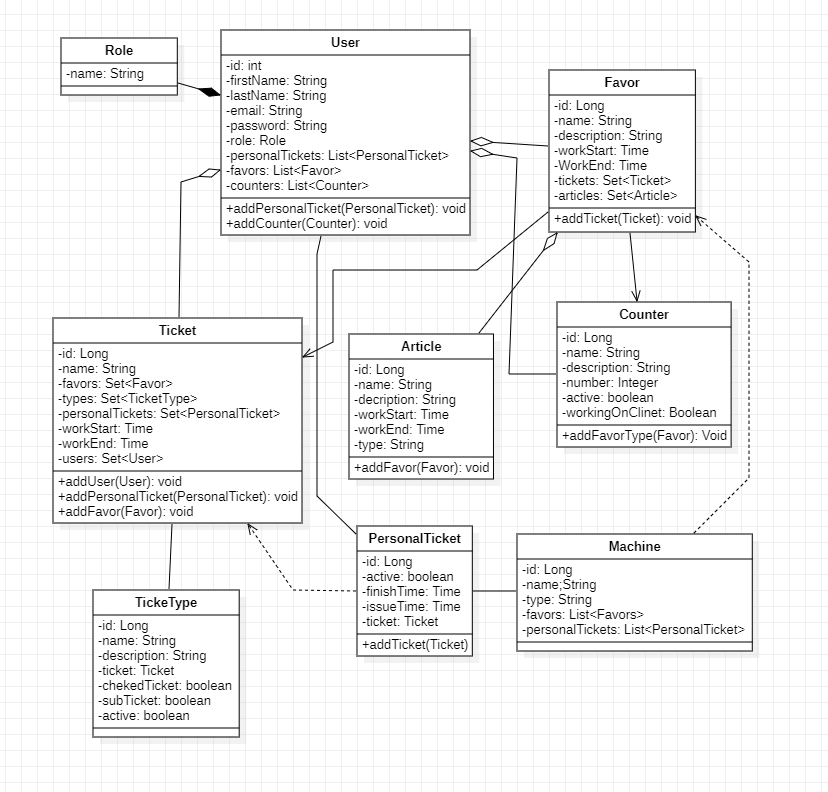 Role
-name: String
User
-id: int
-firstName: String
-lastName: String
-email: String
-password: String
-role: Role
-personalTickets: List<PersonalTicket>
-favors: List<Favor>
-counters: List<Counter>
+addPersonalTicket(PersonalTicket): void
+addCounter(Counter): void
Favor
-id: Long
-name: String
-description: String
-workStart: Time
-WorkEnd: Time
-tickets: Set<Ticket>
-articles: Set<Article>
+addTicket(Ticket): void
Ticket
-id: Long
-name: String
-favors: Set<Favor>
-types: Set<TicketType>
-personalTickets: Set<PersonalTicket>
-workStart: Time
-workEnd: Time
-users: Set<User>
+addUser(User): void
+addPersonalTicket(PersonalTicket): void
+addFavor(Favor): void
Article
-id: Long
-name: String
-decription: String
-workStart: Time
-workEnd: Time
-type: String
+addFavor(Favor): void
Counter
-id: Long
-name: String
-description: String
-number: Integer
-active: boolean
-workingOnClinet: Boolean
+addFavorType(Favor): Void
TickeType
-id: Long
-name: String
-description: String
-ticket: Ticket
-chekedTicket: boolean
-subTicket: boolean
-active: boolean
PersonalTicket
-id: Long
-active: boolean
-finishTime: Time
-issueTime: Time
-ticket: Ticket
+addTicket(Ticket)
Machine
-id: Long
-name;String
-type: String
-favors: List<Favors>
-personalTickets: List<PersonalTicket>